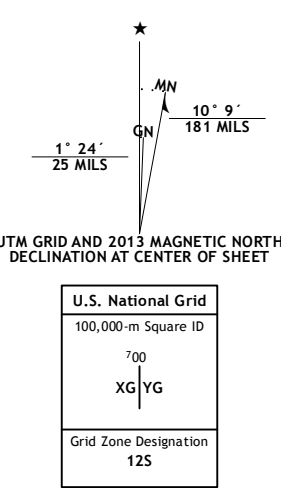 ★
MN
GN
10° 9´
181 MILS
1° 24´
25 MILS
UTM GRID AND 2013 MAGNETIC NORTH
DECLINATION AT CENTER OF SHEET
U.S. National Grid
100,000-m Square ID
⁷00
XG YG
Grid Zone Designation
12S